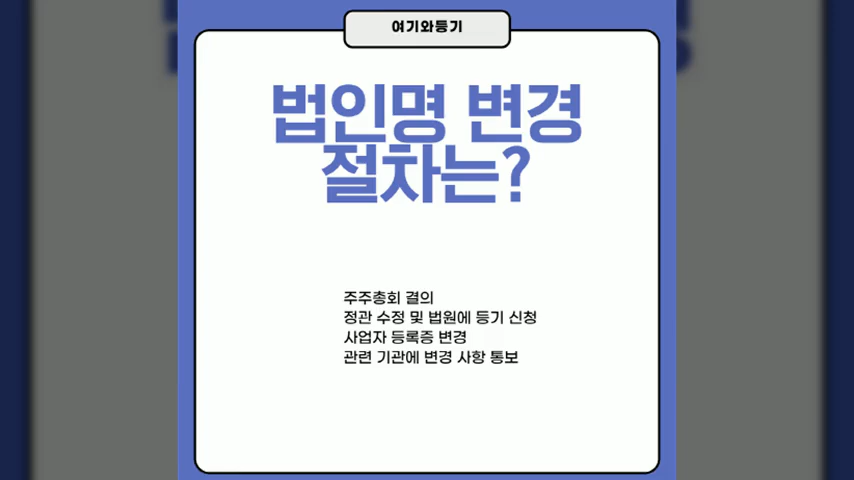 여기와등기
법인명 변경
절차는?
주주총회 결의
정관 수정 및 법원에 등기 신청
사업자 등록증 변경
관련 기관에 변경 사항 통보